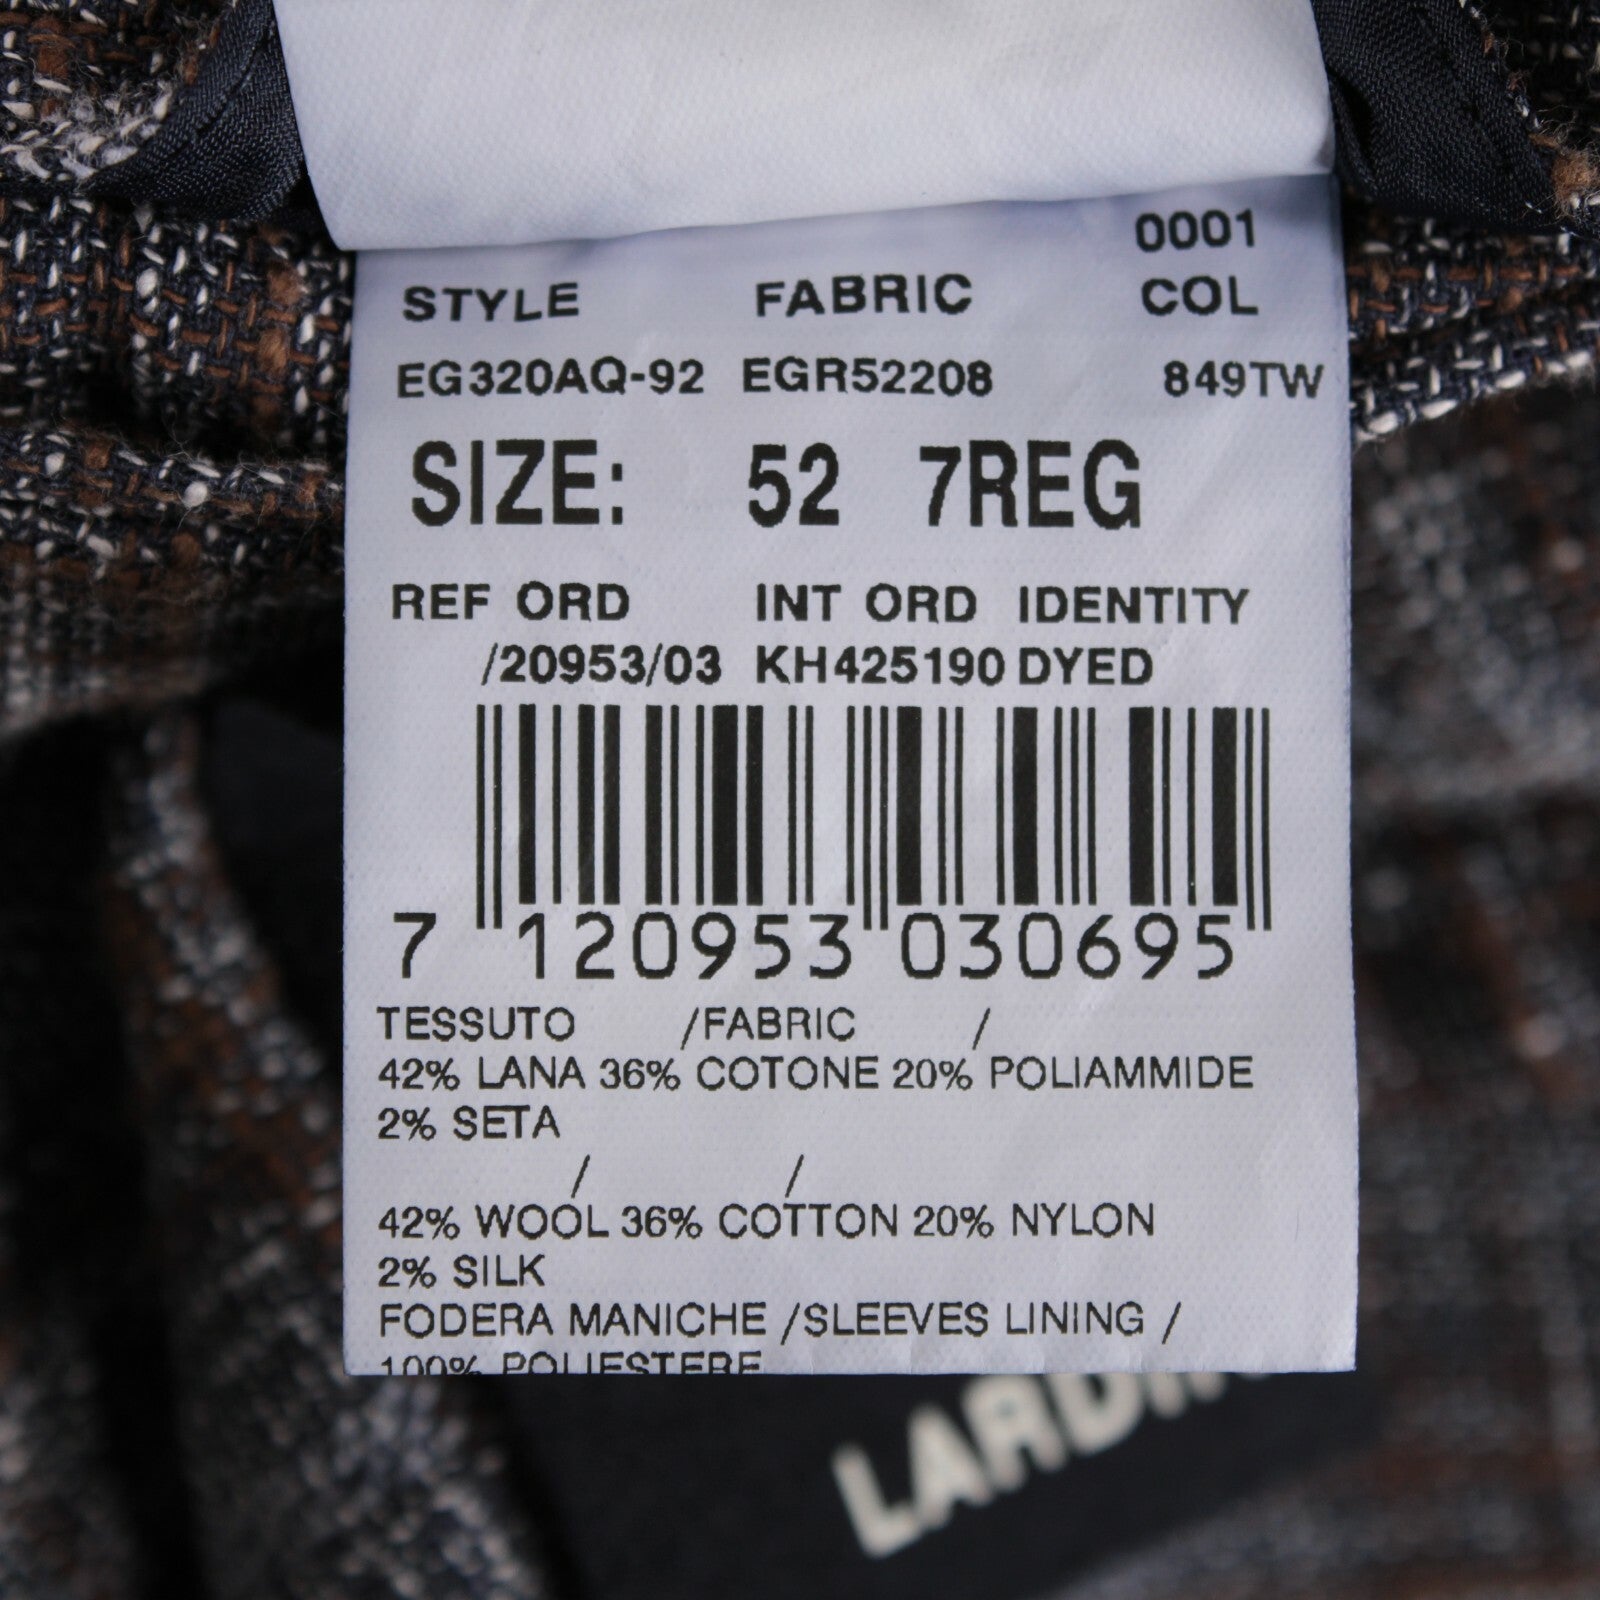 0001
STYLE FABRIC COL
EG320AQ-92 EGR52208 849TW
SIZE: 52 7REG
REF ORD INT ORD IDENTITY
/20953/03 KH425190 DYED
7 120953 030695
TESSUTO /FABRIC /
42% LANA 36% COTONE 20% POLIAMMIDE
2% SETA
/ /
42% WOOL 36% COTTON 20% NYLON
2% SILK
FODERA MANICHE /SLEEVES LINING /
100% POLIESTERE